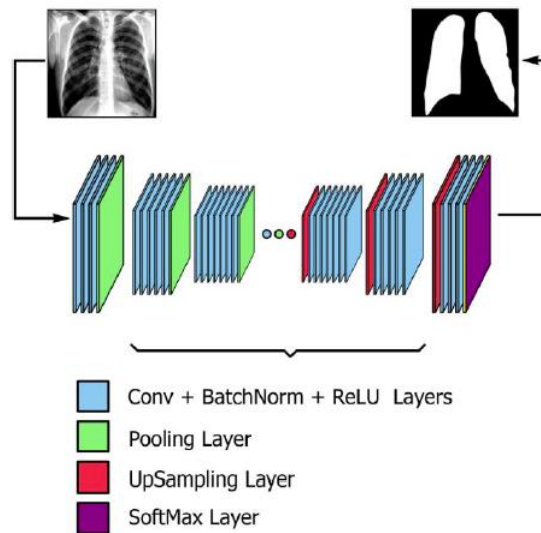 Conv + BatchNorm + ReLU Layers
Pooling Layer
UpSampling Layer
SoftMax Layer